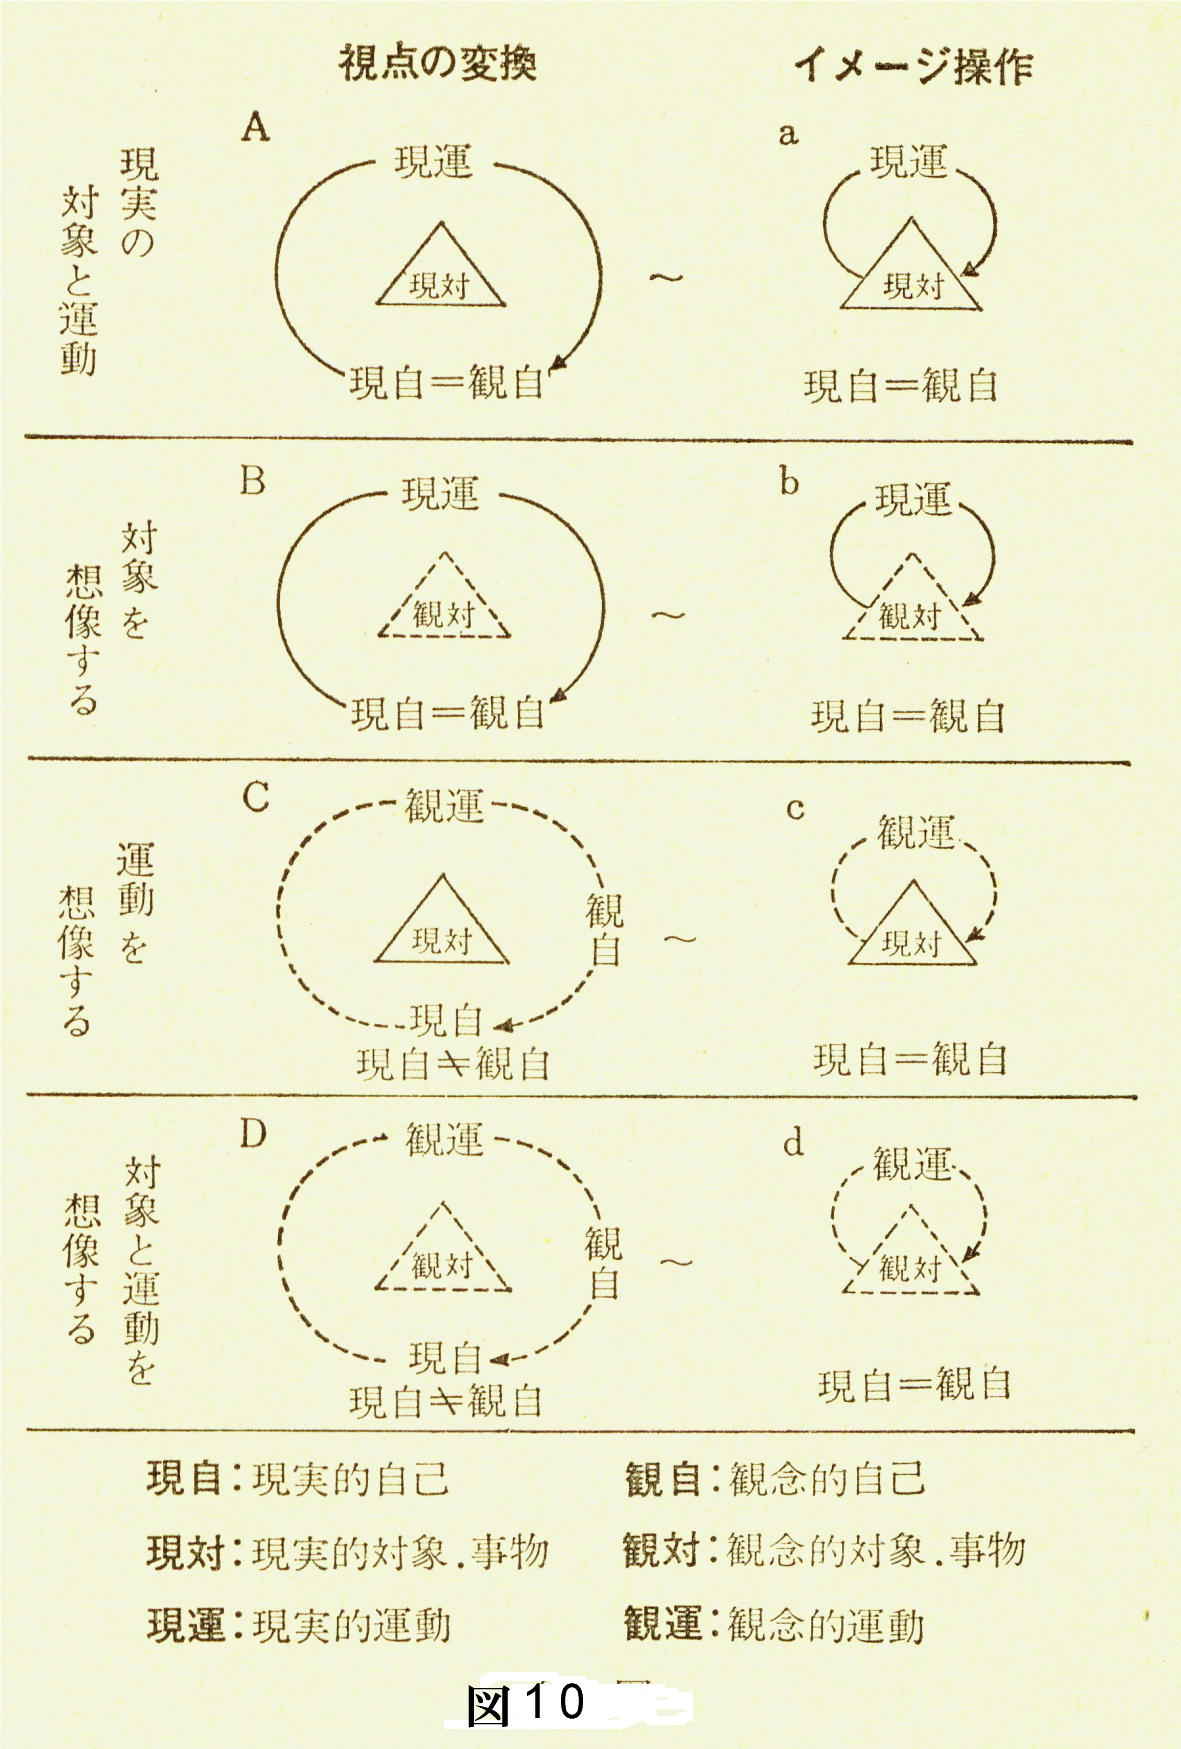 視点の変換
イメージ操作
現実の
対象と運動
A
現運
現対
現自＝観自
～
a
現運
現対
現自＝観自
対象を
想像する
B
現運
観対
現自＝観自
～
b
現運
観対
現自＝観自
運動を
想像する
C
観運
現対
観自
現自
現自≠観自
～
c
観運
現対
現自＝観自
対象と運動を
想像する
D
観運
観対
観自
現自
現自≠観自
～
d
観運
観対
現自＝観自
現自：現実的自己
観自：観念的自己
現対：現実的対象．事物
観対：観念的対象．事物
現運：現実的運動
観運：観念的運動
図10